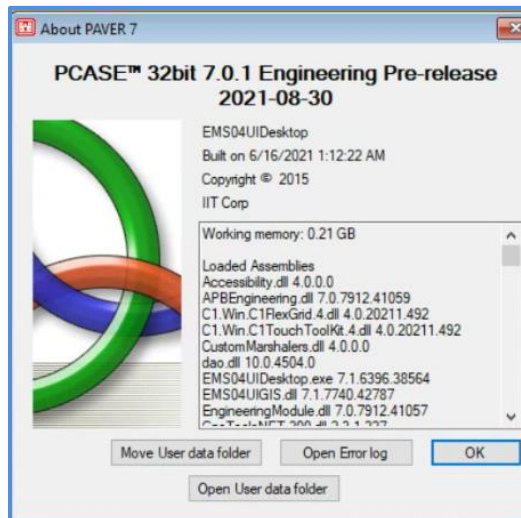 About PAVER 7
PCASE™ 32bit 7.0.1 Engineering Pre-release
2021-08-30
EMS04UIDesktop
Built on 6/16/2021 1:12:22 AM
Copyright © 2015
IIT Corp
Working memory: 0.21 GB
Loaded Assemblies
Accessibility.dll 4.0.0.0
APBEngineering.dll 7.0.7912.41059
C1.Win.C1FlexGrid.4.dll 4.0.20211.492
C1.Win.C1TouchToolKit.4.dll 4.0.20211.492
CustomMarshalers.dll 4.0.0.0
dao.dll 10.0.4504.0
EMS04UIDesktop.exe 7.1.6396.38564
EMS04UIGIS.dll 7.1.7740.42787
EngineeringModule.dll 7.0.7912.41057
Move User data folder
Open Error log
OK
Open User data folder